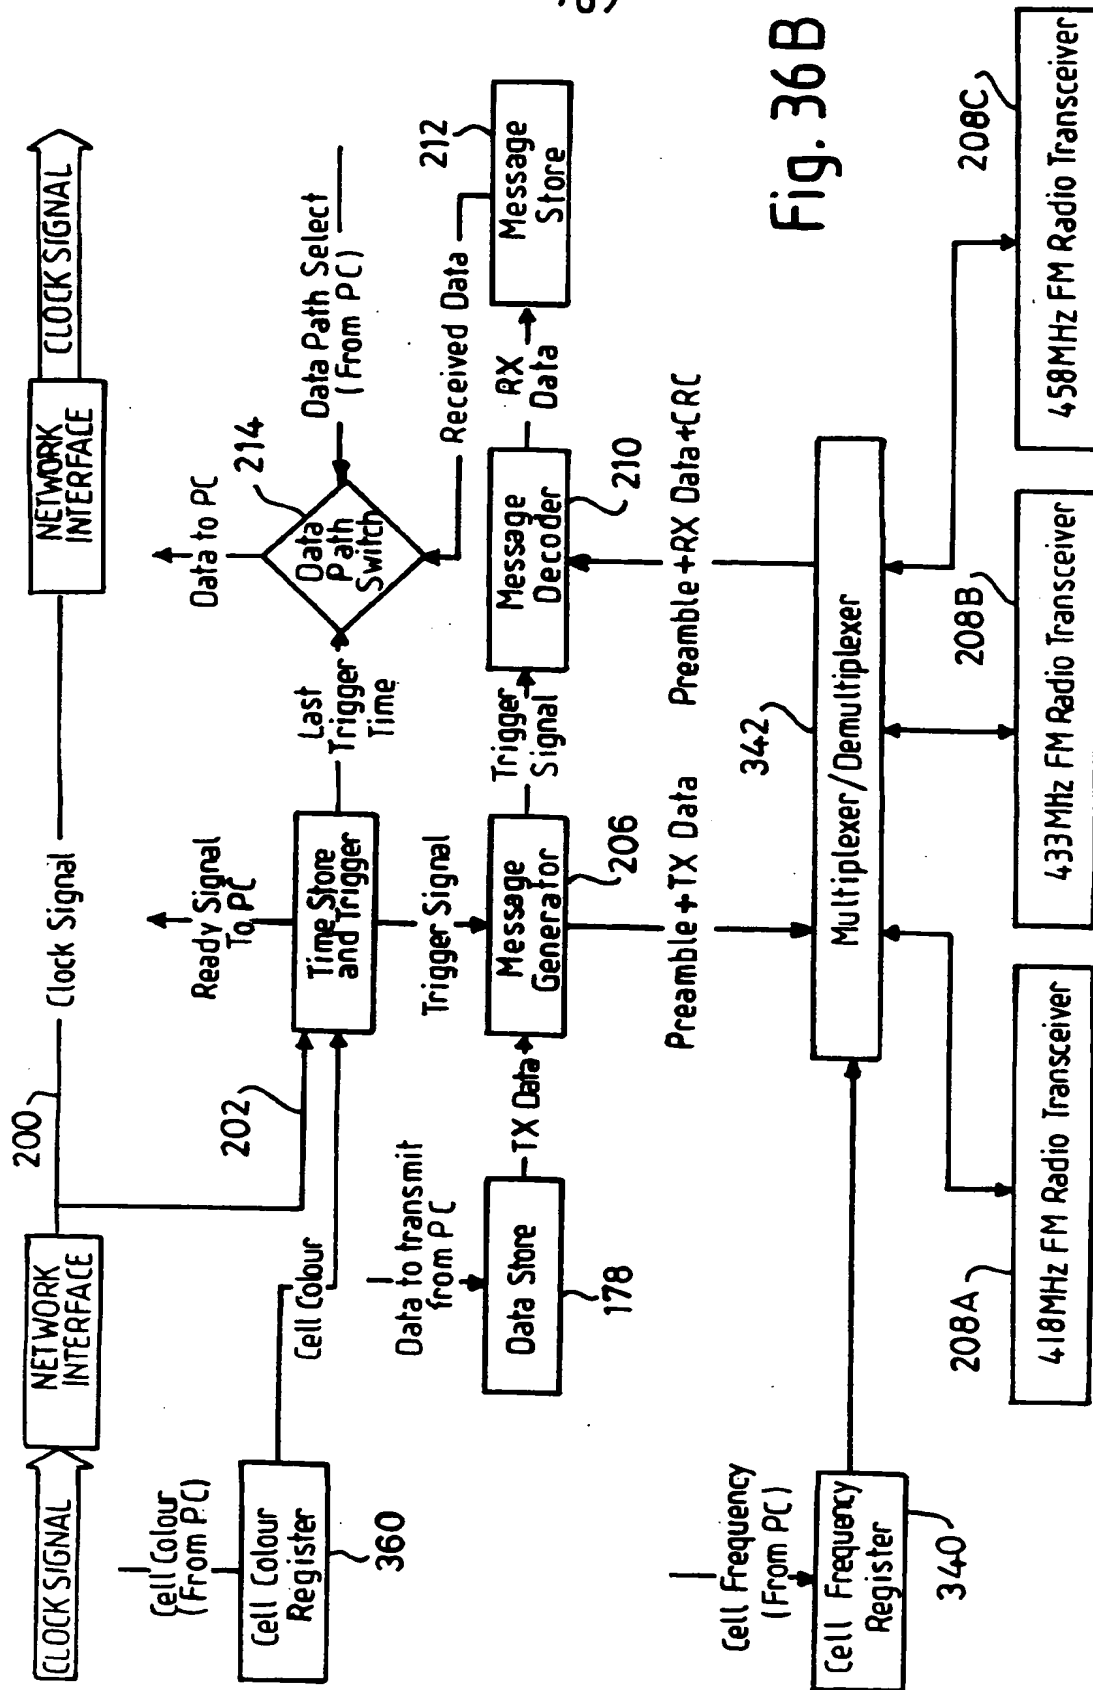 CLOCK SIGNAL
NETWORK
INTERFACE
200
Clock Signal
NETWORK
INTERFACE
CLOCK SIGNAL
Cell Colour
(From PC)
Cell Colour
Register
360
Cell Colour
202
Ready Signal
To PC
Time Store
and Trigger
Last
Trigger
Time
Data to PC
214
Data
Path
Switch
Data Path Select
(From PC)
Trigger Signal
Received Data
Data to transmit
from PC
Data Store
178
TX Data
Message
Generator
206
Trigger
Signal
Message
Decoder
210
RX
Data
212
Message
Store
Preamble+TX Data
Preamble+RX Data+CRC
Cell Frequency
(From PC)
Cell Frequency
Register
340
342
Multiplexer/Demultiplexer
Fig. 36B
208A
418MHz FM Radio Transceiver
208B
433MHz FM Radio Transceiver
208C
458MHz FM Radio Transceiver